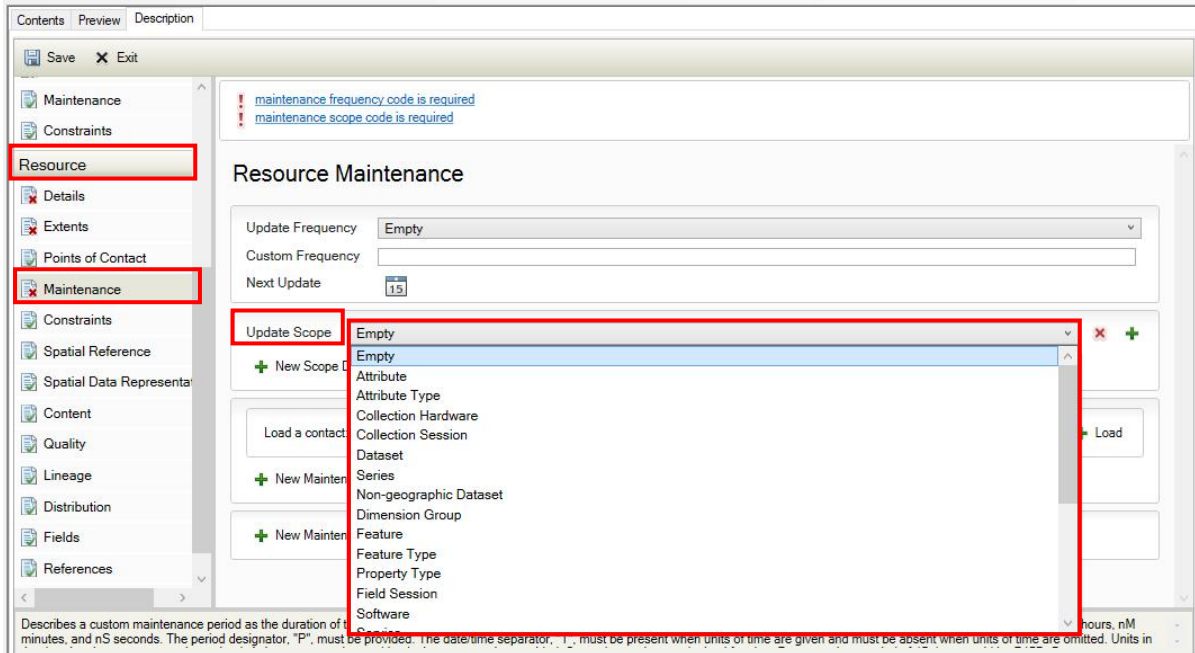 Contents Preview Description
Save Exit
Maintenance
Constraints
Resource
Details
Extents
Points of Contact
Maintenance
Constraints
Spatial Reference
Spatial Data Representat
Content
Quality
Lineage
Distribution
Fields
References
maintenance frequency code is required
maintenance scope code is required
Resource Maintenance
Update Frequency Empty
Custom Frequency
Next Update 15
Update Scope Empty
New Scope D
Empty
Attribute
Attribute Type
Collection Hardware
Collection Session
Dataset
Series
Non-geographic Dataset
Dimension Group
Feature
Feature Type
Property Type
Field Session
Software
Load a contact: Load
New Mainten
New Mainten
Describes a custom maintenance period as the duration of t hours, nM
minutes, and nS seconds. The period designator, "P", must be provided. The date/time separator, "T", must be present when units of time are given and must be absent when units of time are omitted. Units in